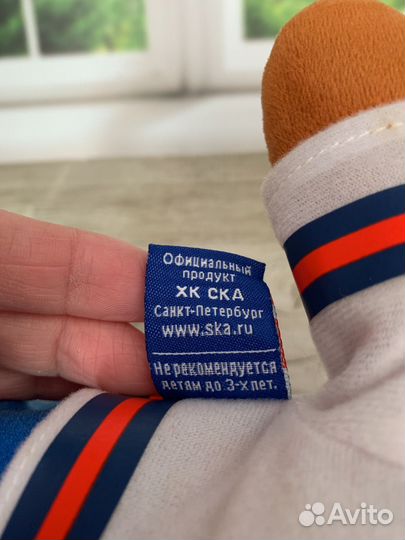 Официальный
продукт
ХК СКА
Санкт-Петербург
www.ska.ru
Не рекомендуется
детям до 3-х лет.
Avito